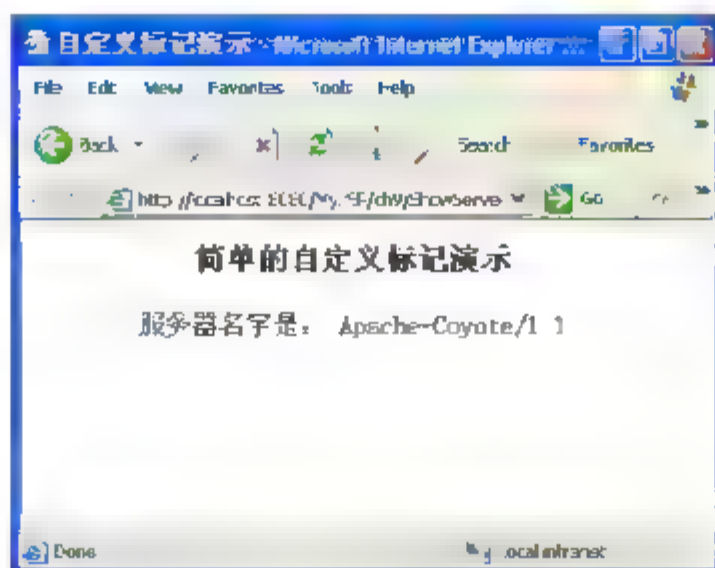 自定义标记演示 - Microsoft Internet Explorer
File Edit View Favorites Tools Help
Back Search Favorites
Go
简单的自定义标记演示
服务器名字是： Apache-Coyote/1.1
Done Local intranet